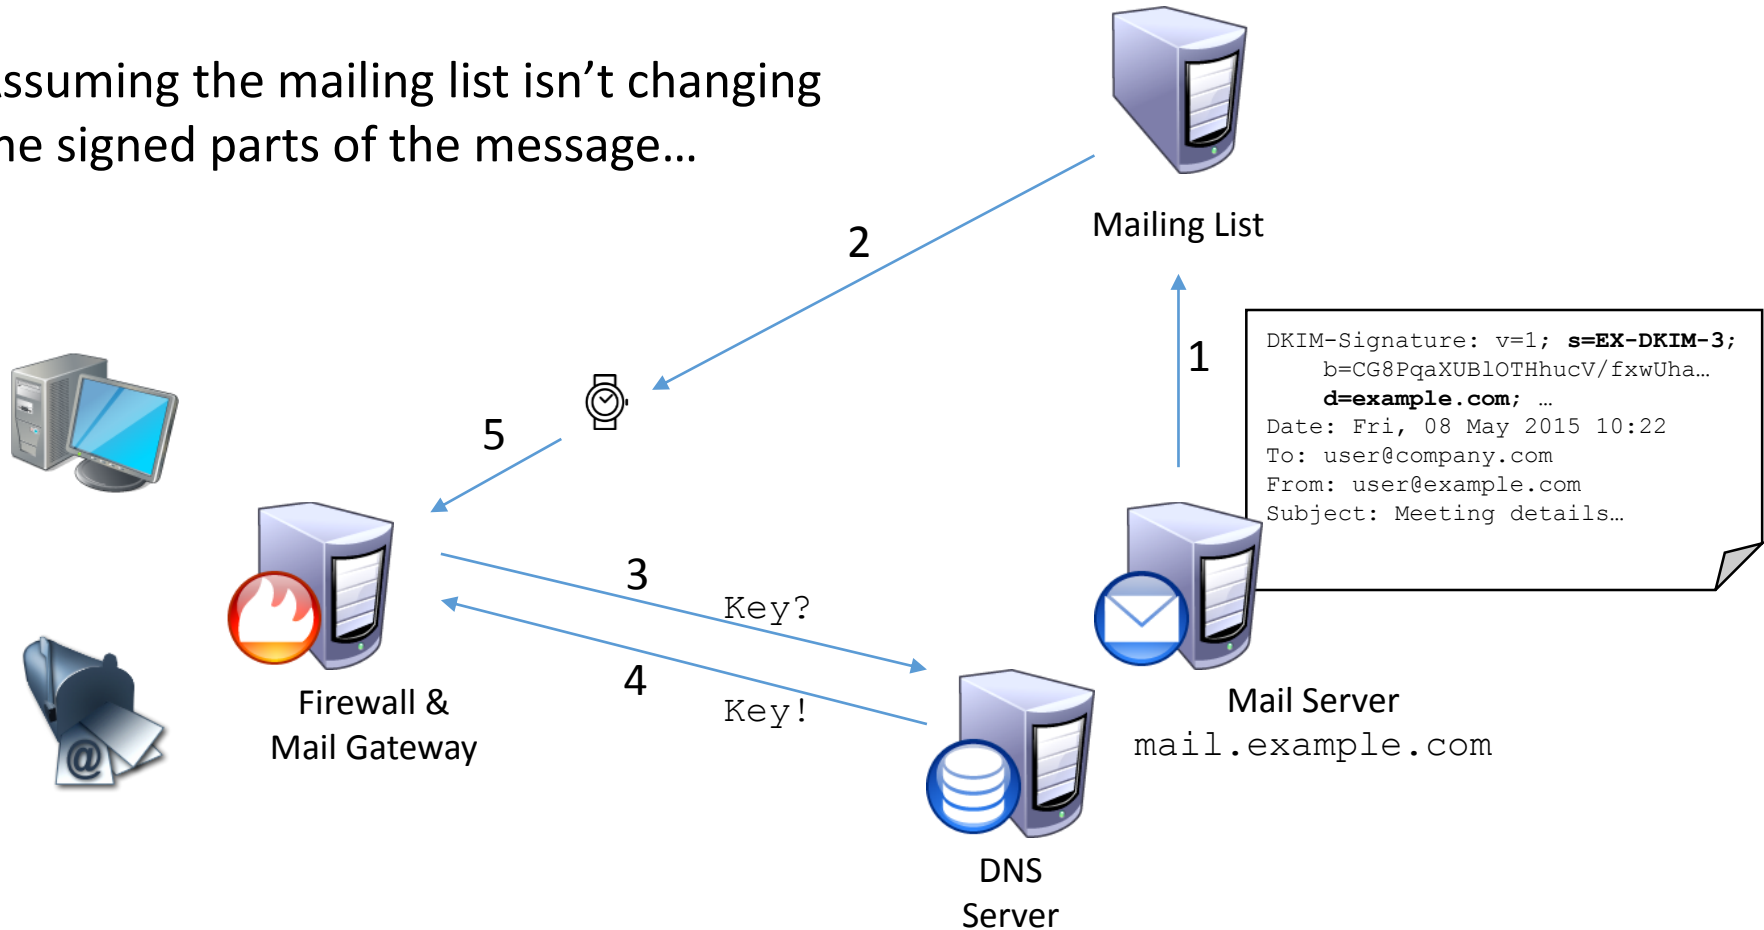 ssuming the mailing list isn’t changing
he signed parts of the message…
Mailing List
2
1
DKIM-Signature: v=1; s=EX-DKIM-3;
b=CG8PqaXUBlOTHhucV/fxwUha…
d=example.com; …
Date: Fri, 08 May 2015 10:22
To: user@company.com
From: user@example.com
Subject: Meeting details…
5
3
Key?
4
Key!
Firewall &
Mail Gateway
Mail Server
mail.example.com
DNS
Server
@